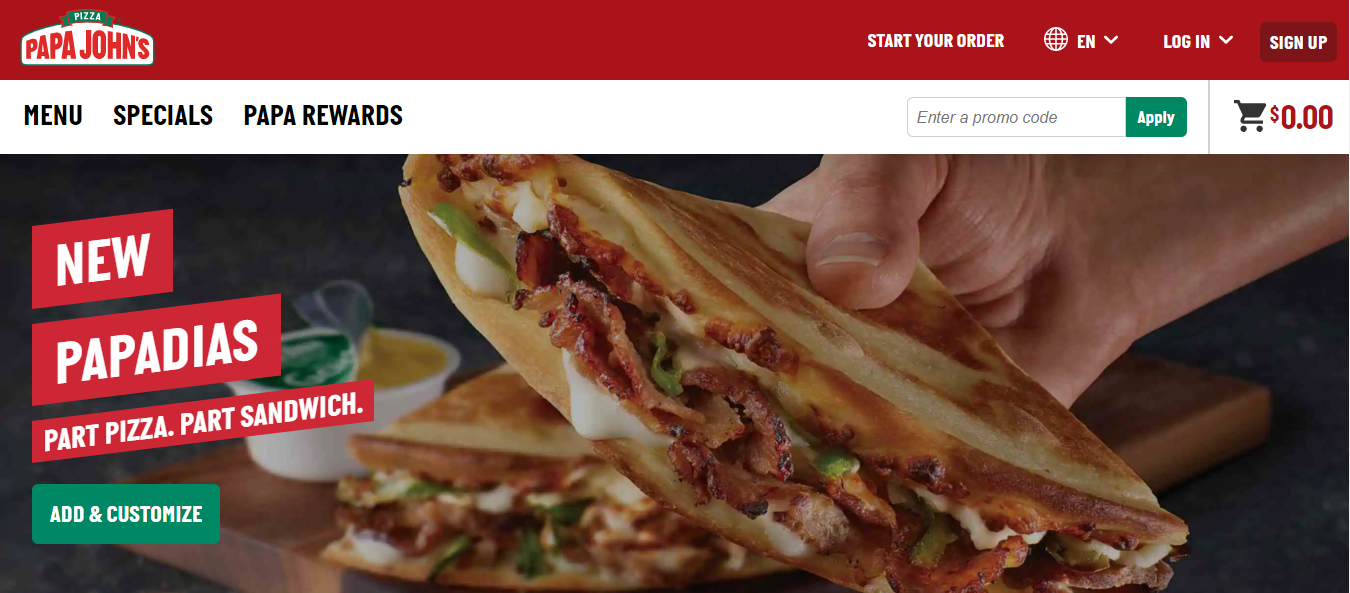 PIZZA
PAPA JOHN'S
START YOUR ORDER
EN
LOG IN
SIGN UP
MENU
SPECIALS
PAPA REWARDS
Enter a promo code
Apply
$0.00
NEW
PAPADIAS
PART PIZZA. PART SANDWICH.
ADD & CUSTOMIZE